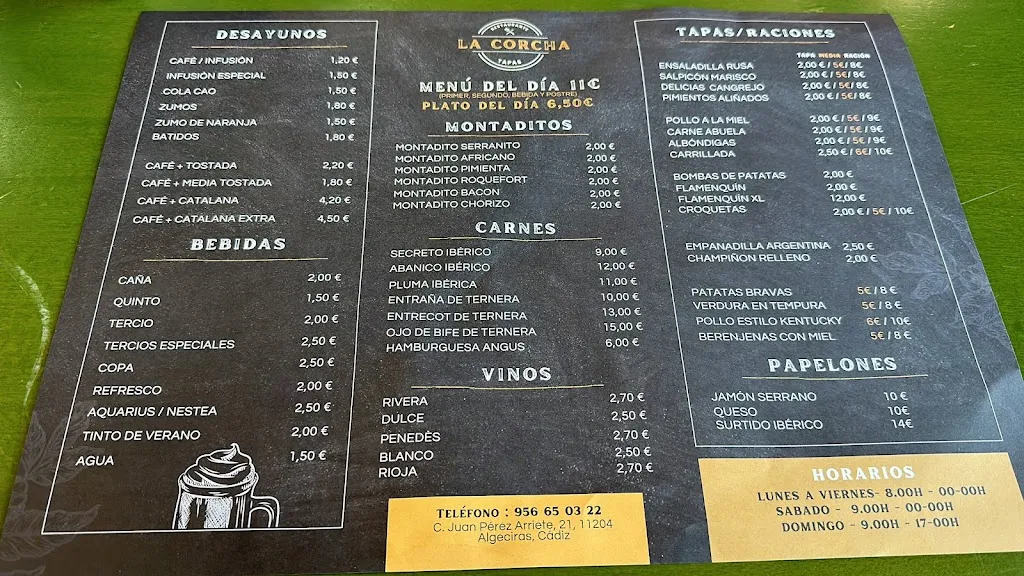 DESAYUNOS
CAFÉ / INFUSIÓN 1,20 €
INFUSIÓN ESPECIAL 1,50 €
COLA CAO 1,50 €
ZUMOS 1,80 €
ZUMO DE NARANJA 1,50 €
BATIDOS 1,80 €
CAFÉ + TOSTADA 2,20 €
CAFÉ + MEDIA TOSTADA 1,80 €
CAFÉ + CATALANA 4,20 €
CAFÉ + CATALANA EXTRA 4,50 €
BEBIDAS
CAÑA 2,00 €
QUINTO 1,50 €
TERCIO 2,00 €
TERCIOS ESPECIALES 2,50 €
COPA 2,50 €
REFRESCO 2,00 €
AQUARIUS / NESTEA 2,50 €
TINTO DE VERANO 2,00 €
AGUA 1,50 €
RESTAURANTE
LA CORCHA
TAPAS
MENÚ DEL DÍA 11€
(PRIMER, SEGUNDO, BEBIDA Y POSTRE)
PLATO DEL DÍA 6,50€
MONTADITOS
MONTADITO SERRANITO 2,00 €
MONTADITO AFRICANO 2,00 €
MONTADITO PIMIENTA 2,00 €
MONTADITO ROQUEFORT 2,00 €
MONTADITO BACON 2,00 €
MONTADITO CHORIZO 2,00 €
CARNES
SECRETO IBÉRICO 9,00 €
ABANICO IBÉRICO 12,00 €
PLUMA IBÉRICA 11,00 €
ENTRAÑA DE TERNERA 10,00 €
ENTRECOT DE TERNERA 13,00 €
OJO DE BIFE DE TERNERA 15,00 €
HAMBURGUESA ANGUS 6,00 €
VINOS
RIVERA 2,70 €
DULCE 2,50 €
PENEDÈS 2,70 €
BLANCO 2,50 €
RIOJA 2,70 €
TELÉFONO : 956 65 03 22
C. Juan Pérez Arriete, 21, 11204
Algeciras, Cádiz
TAPAS/RACIONES
TAPA MEDIA RACIÓN
ENSALADILLA RUSA 2,00 € / 5€/ 8€
SALPICÓN MARISCO 2,00 € / 5€/ 8€
DELICIAS CANGREJO 2,00 € / 5€/ 8€
PIMIENTOS ALIÑADOS 2,00 € / 5€/ 8€
POLLO A LA MIEL 2,00 € / 5€ / 9€
CARNE ABUELA 2,00 € / 5€ / 9€
ALBÓNDIGAS 2,00 € / 5€ / 9€
CARRILLADA 2,50 € / 6€/ 10€
BOMBAS DE PATATAS 2,00 €
FLAMENQUÍN 2,00 €
FLAMENQUÍN XL 12,00 €
CROQUETAS 2,00 € / 5€ / 10€
EMPANADILLA ARGENTINA 2,50 €
CHAMPIÑON RELLENO 2,00 €
PATATAS BRAVAS 5€ / 8 €
VERDURA EN TEMPURA 5€ / 8 €
POLLO ESTILO KENTUCKY 6€ / 10€
BERENJENAS CON MIEL 5€ / 8 €
PAPELONES
JAMÓN SERRANO 10 €
QUESO 10€
SURTIDO IBÉRICO 14€
HORARIOS
LUNES A VIERNES- 8.00H - 00-00H
SABADO - 9.00H - 00-00H
DOMINGO - 9.00H - 17-00H